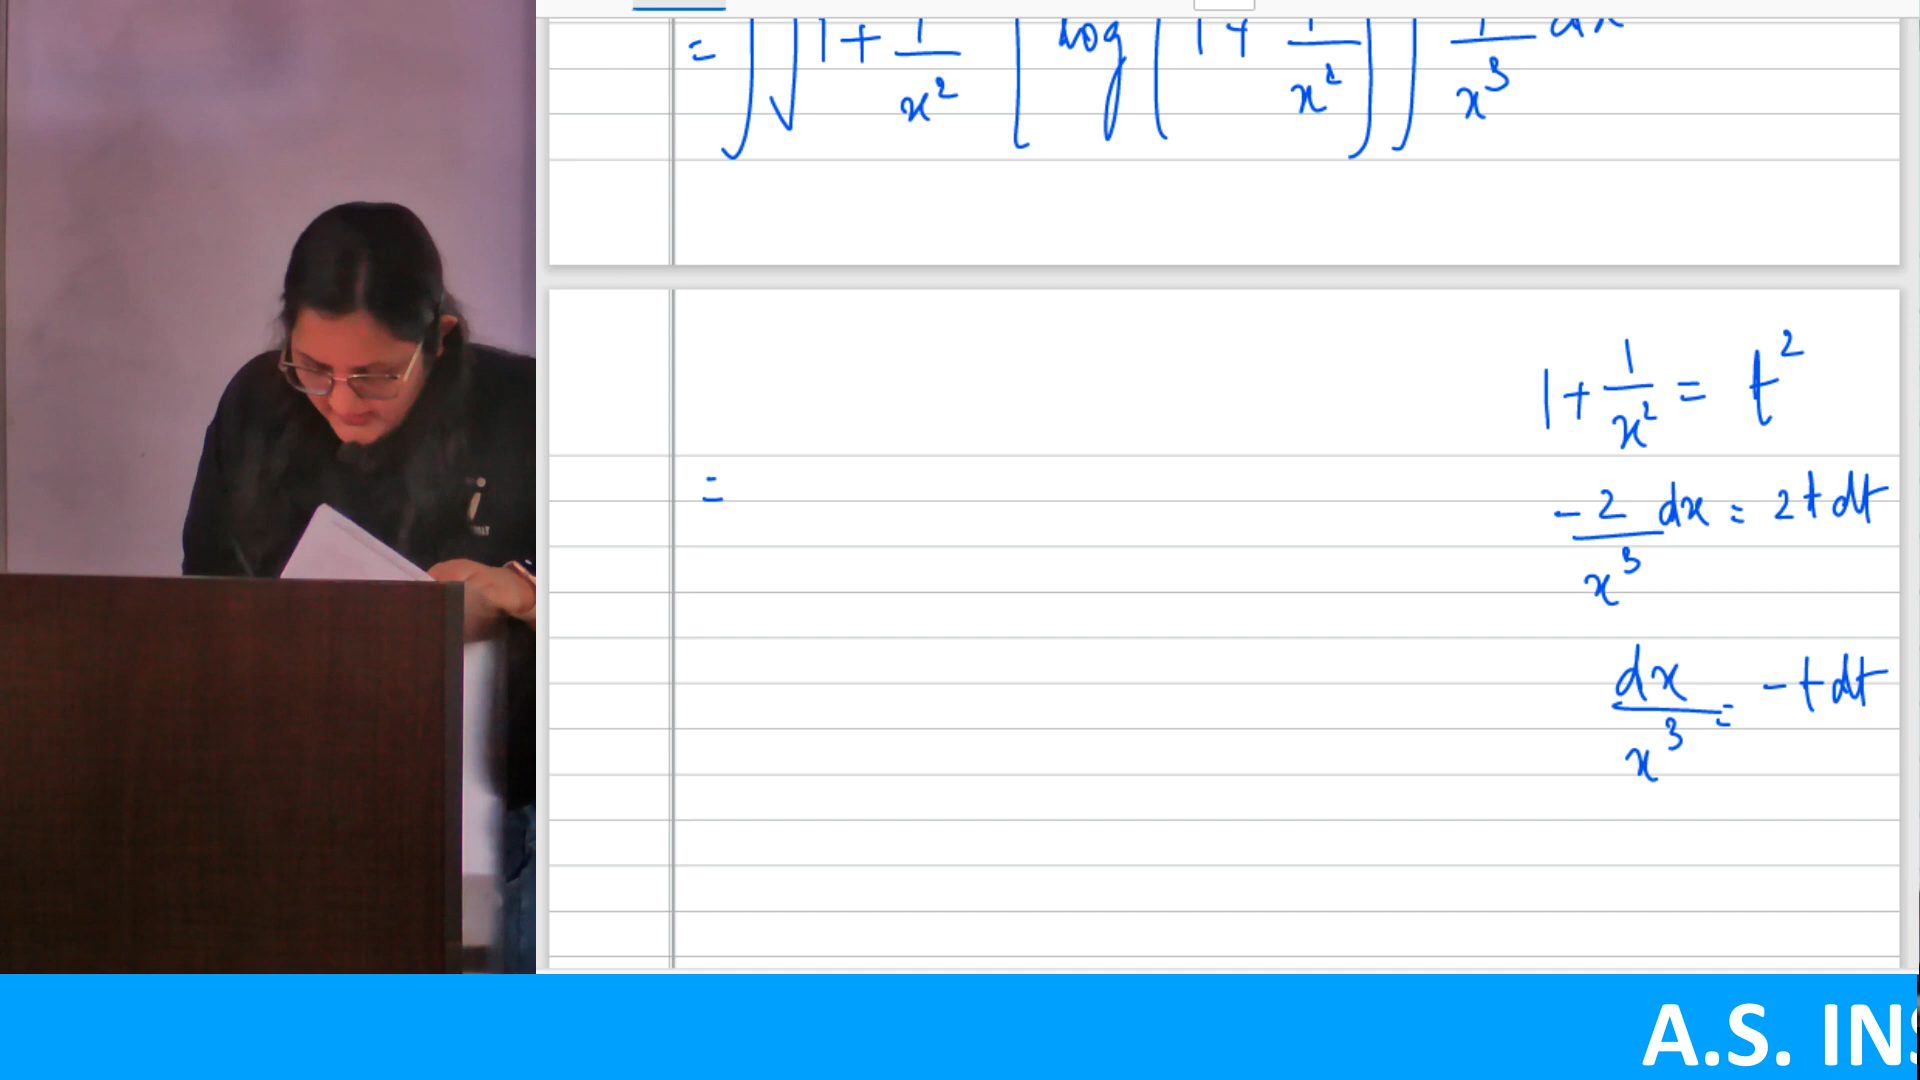 = ∫ √(1 + 1/x²) [log(1 + 1/x²)] 1/x³ dx
1 + 1/x² = t²
=
-2/x³ dx = 2t dt
dx/x³ = -t dt
A.S. INS